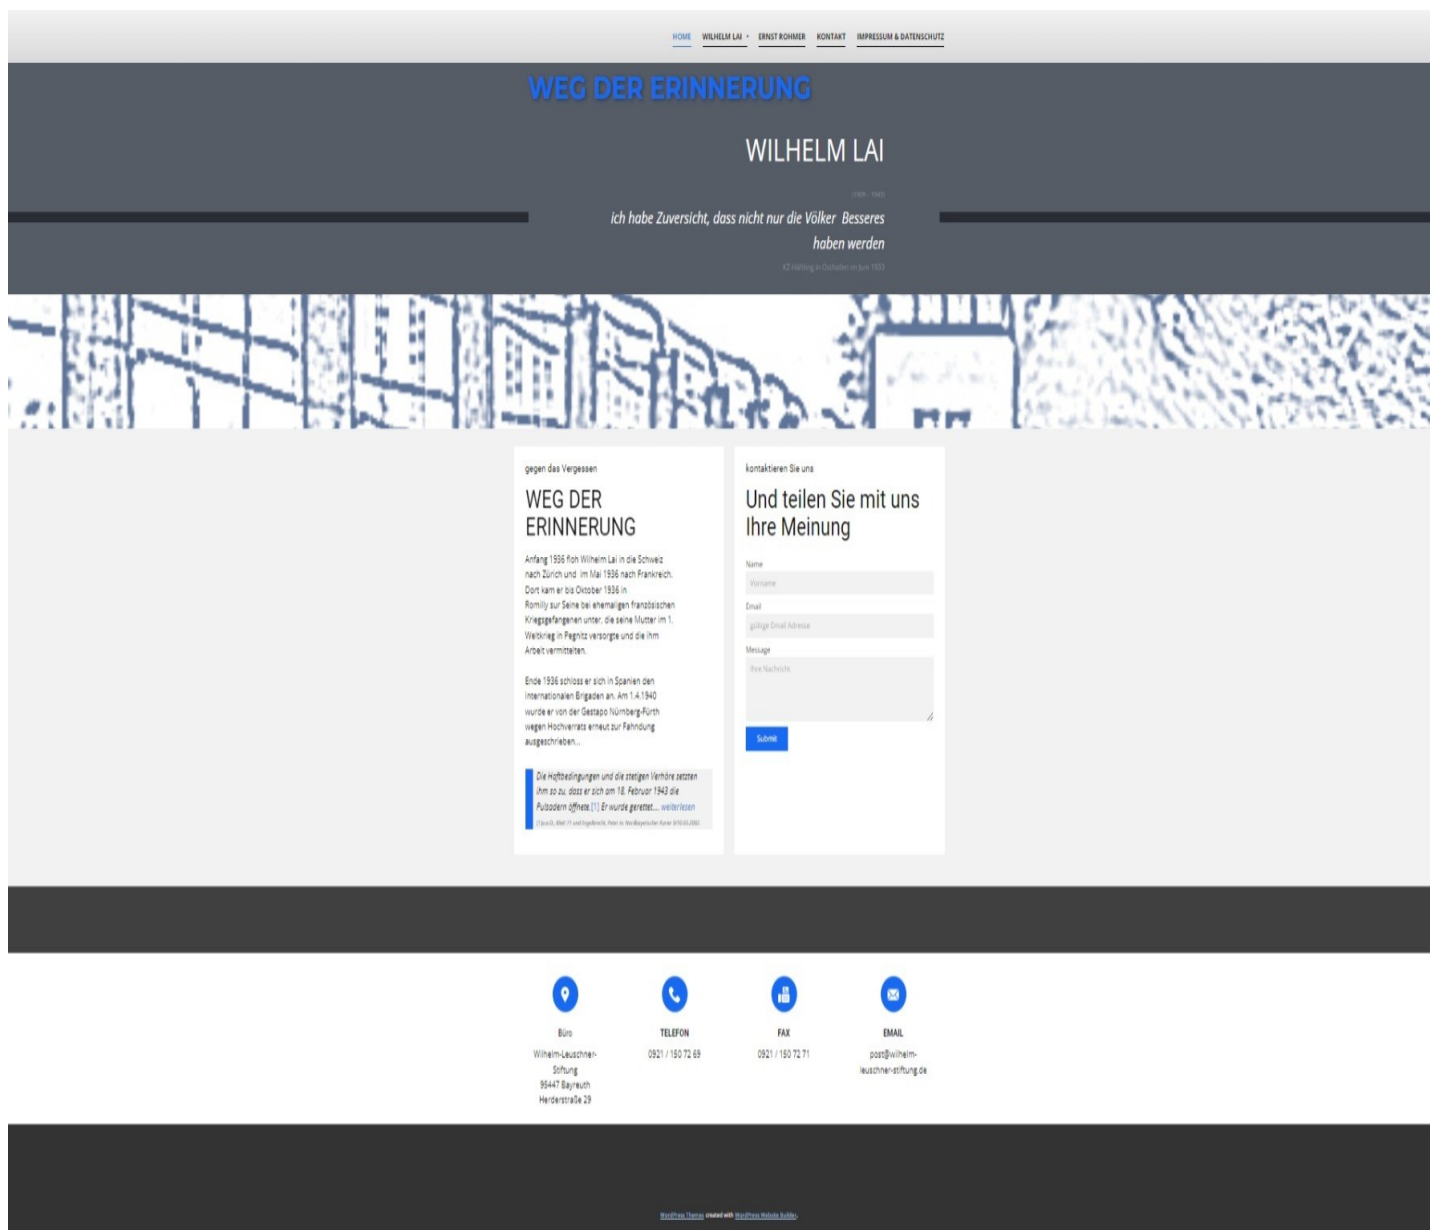 HOME WILHELM LAI ERNST ROHMER KONTAKT IMPRESSUM & DATENSCHUTZ
WEG DER ERINNERUNG
WILHELM LAI
ich habe Zuversicht, dass nicht nur die Völker Besseres
haben werden
KZ Häftling in Osthofen im Juni 1933
gegen das Vergessen
WEG DER
ERINNERUNG
Anfang 1936 floh Wilhelm Lai in die Schweiz
nach Zürich und im Mai 1936 nach Frankreich.
Dort kam er bis Oktober 1936 in
Romilly sur Seine bei ehemaligen französischen
Kriegsgefangenen unter, die seine Mutter im 1.
Weltkrieg in Pegnitz versorgte und die ihm
Arbeit vermittelten.
Ende 1936 schloss er sich in Spanien den
Internationalen Brigaden an. Am 1.4.1940
wurde er von der Gestapo Nürnberg-Fürth
wegen Hochverrats erneut zur Fahndung
ausgeschrieben...
Die Haftbedingungen und die stetigen Verhöre setzten
ihm so zu, dass er sich am 18. Februar 1943 die
Pulsadern öffnete.[1] Er wurde gerettet.... weiterlesen
kontaktieren Sie uns
Und teilen Sie mit uns
Ihre Meinung
Name
Vorname
Email
gültige Email Adresse
Message
Ihre Nachricht
Submit
Büro
Wilhelm-Leuschner-
Stiftung
95447 Bayreuth
Herderstraße 29
TELEFON
0921 / 150 72 69
FAX
0921 / 150 72 71
EMAIL
post@wilhelm-
leuschner-stiftung.de
WordPress Themes created with WordPress Website Builder.